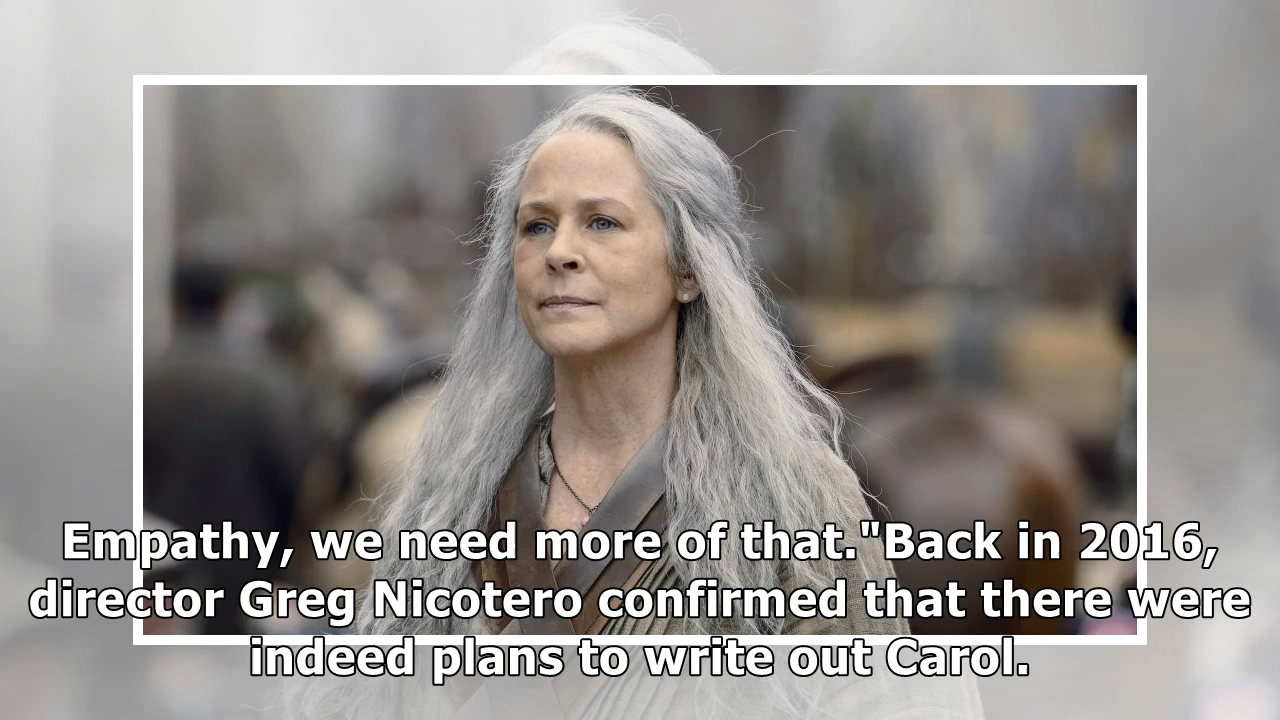 Empathy, we need more of that."Back in 2016,
director Greg Nicotero confirmed that there were
indeed plans to write out Carol.